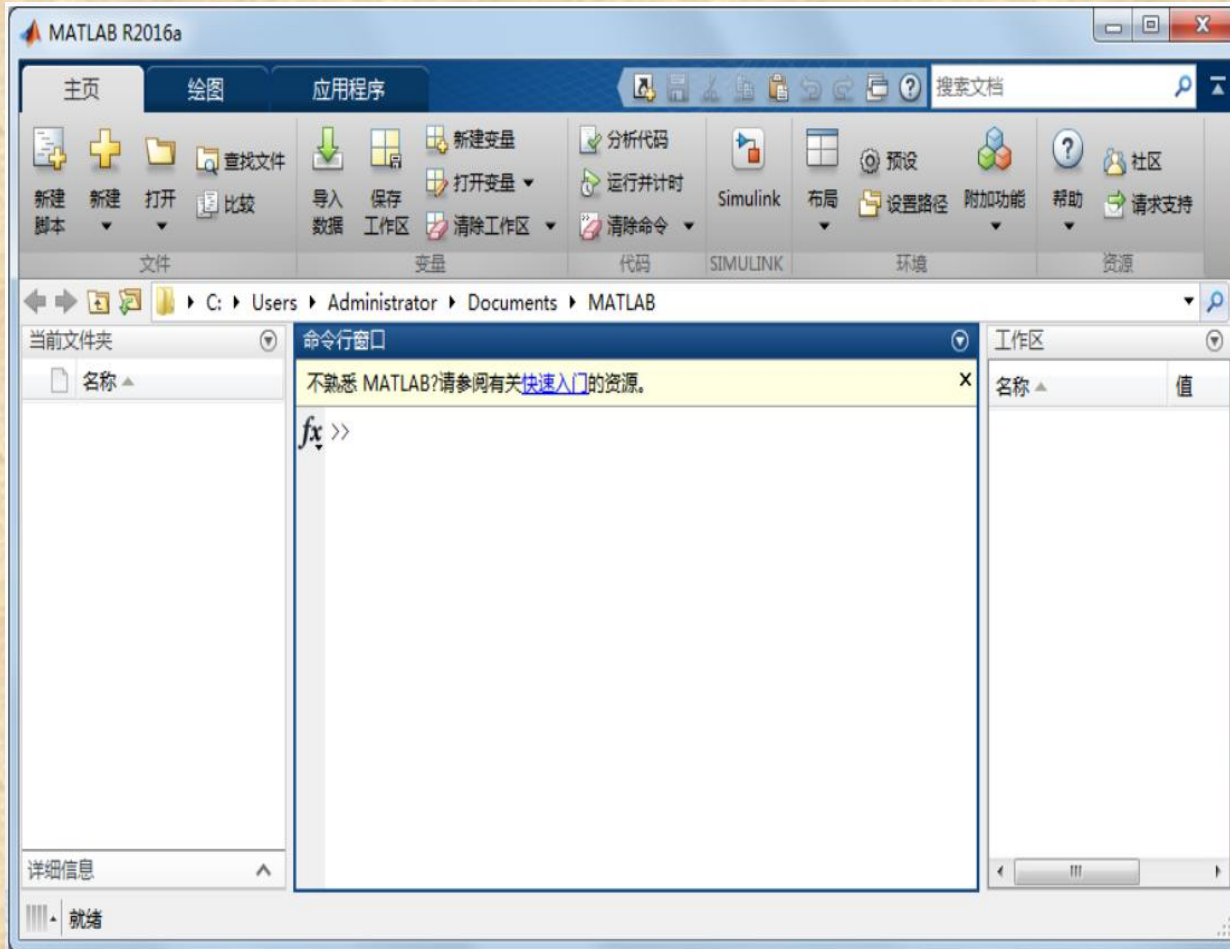 MATLAB R2016a
主页 绘图 应用程序 搜索文档
新建脚本 新建 打开 查找文件 比较
导入数据 保存工作区 新建变量 打开变量 清除工作区
分析代码 运行并计时 清除命令
Simulink
布局 预设 设置路径 附加功能
帮助 社区 请求支持
文件 变量 代码 SIMULINK 环境 资源
C: Users Administrator Documents MATLAB
当前文件夹
名称
命令行窗口
不熟悉 MATLAB?请参阅有关快速入门的资源。
fx >>
工作区
名称 值
详细信息
就绪